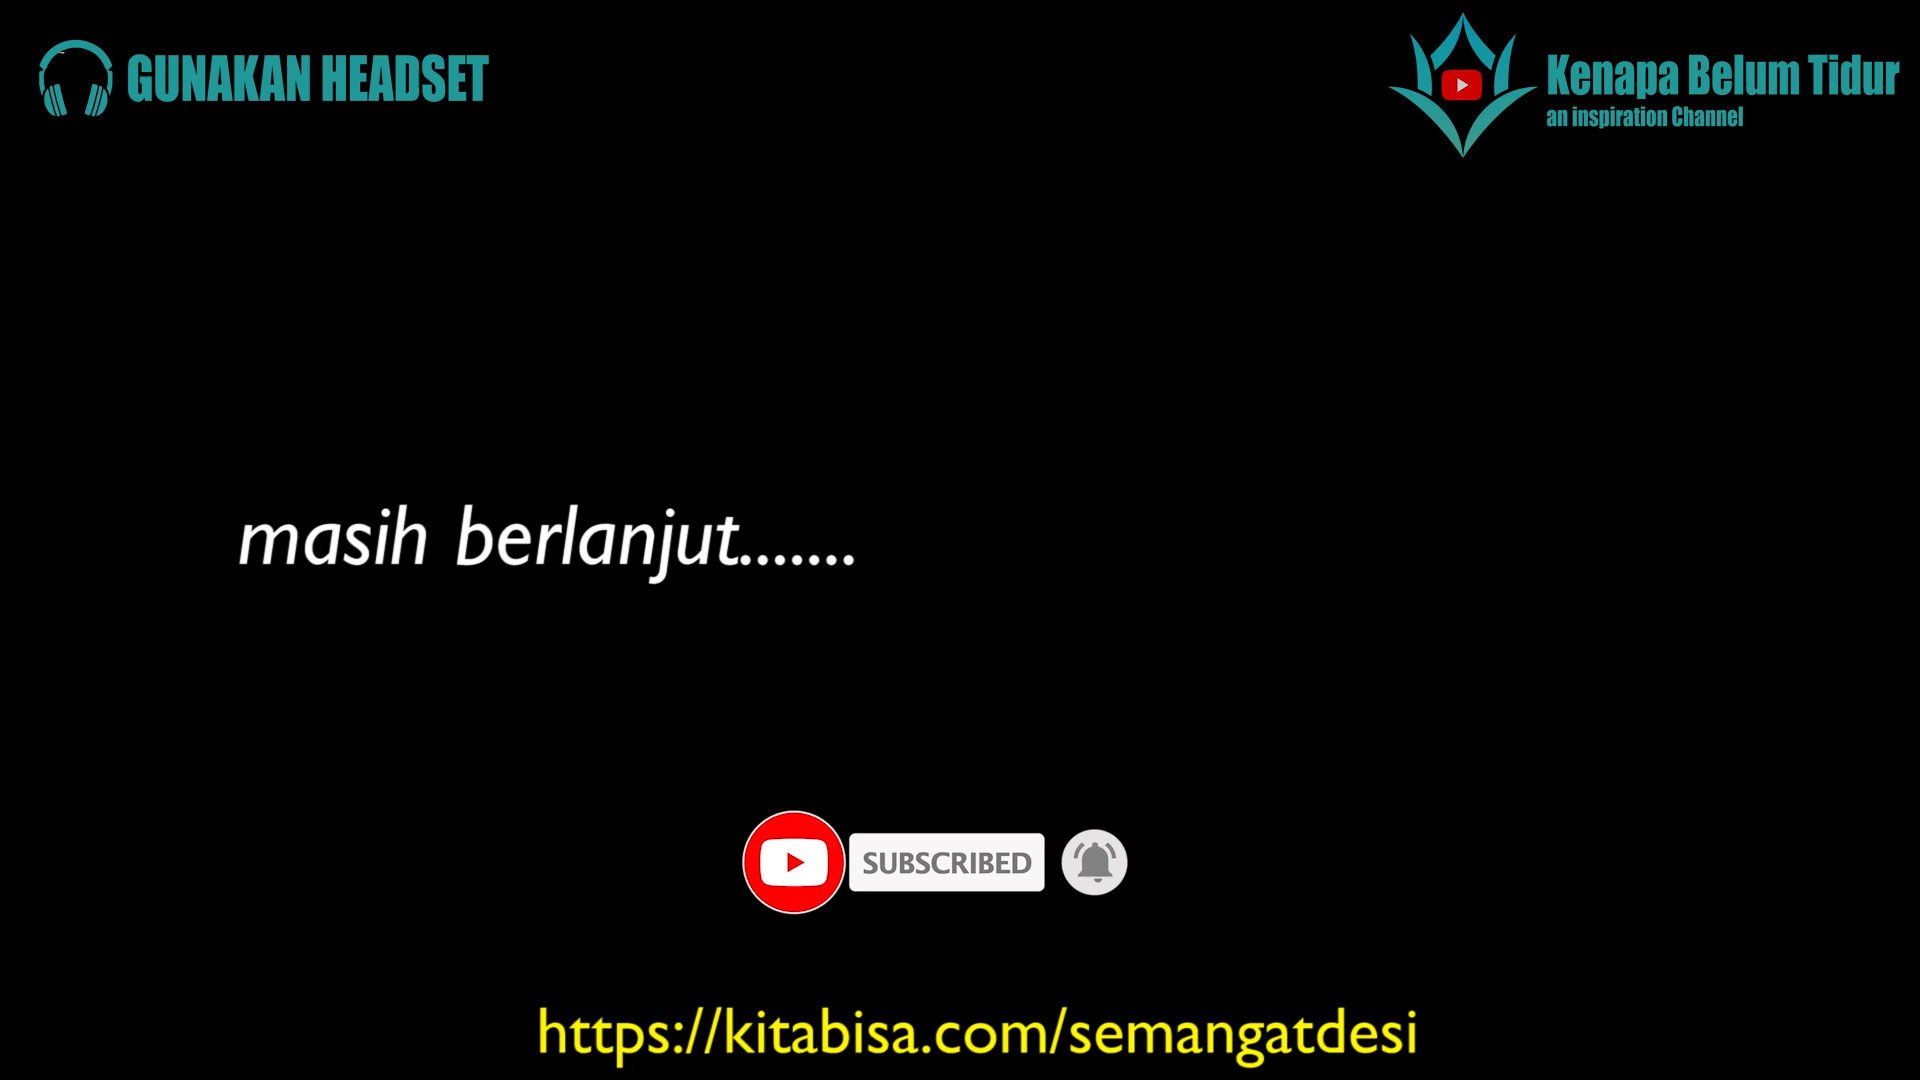 GUNAKAN HEADSET
Kenapa Belum Tidur
an inspiration Channel
masih berlanjut.......
SUBSCRIBED
https://kitabisa.com/semangatdesi